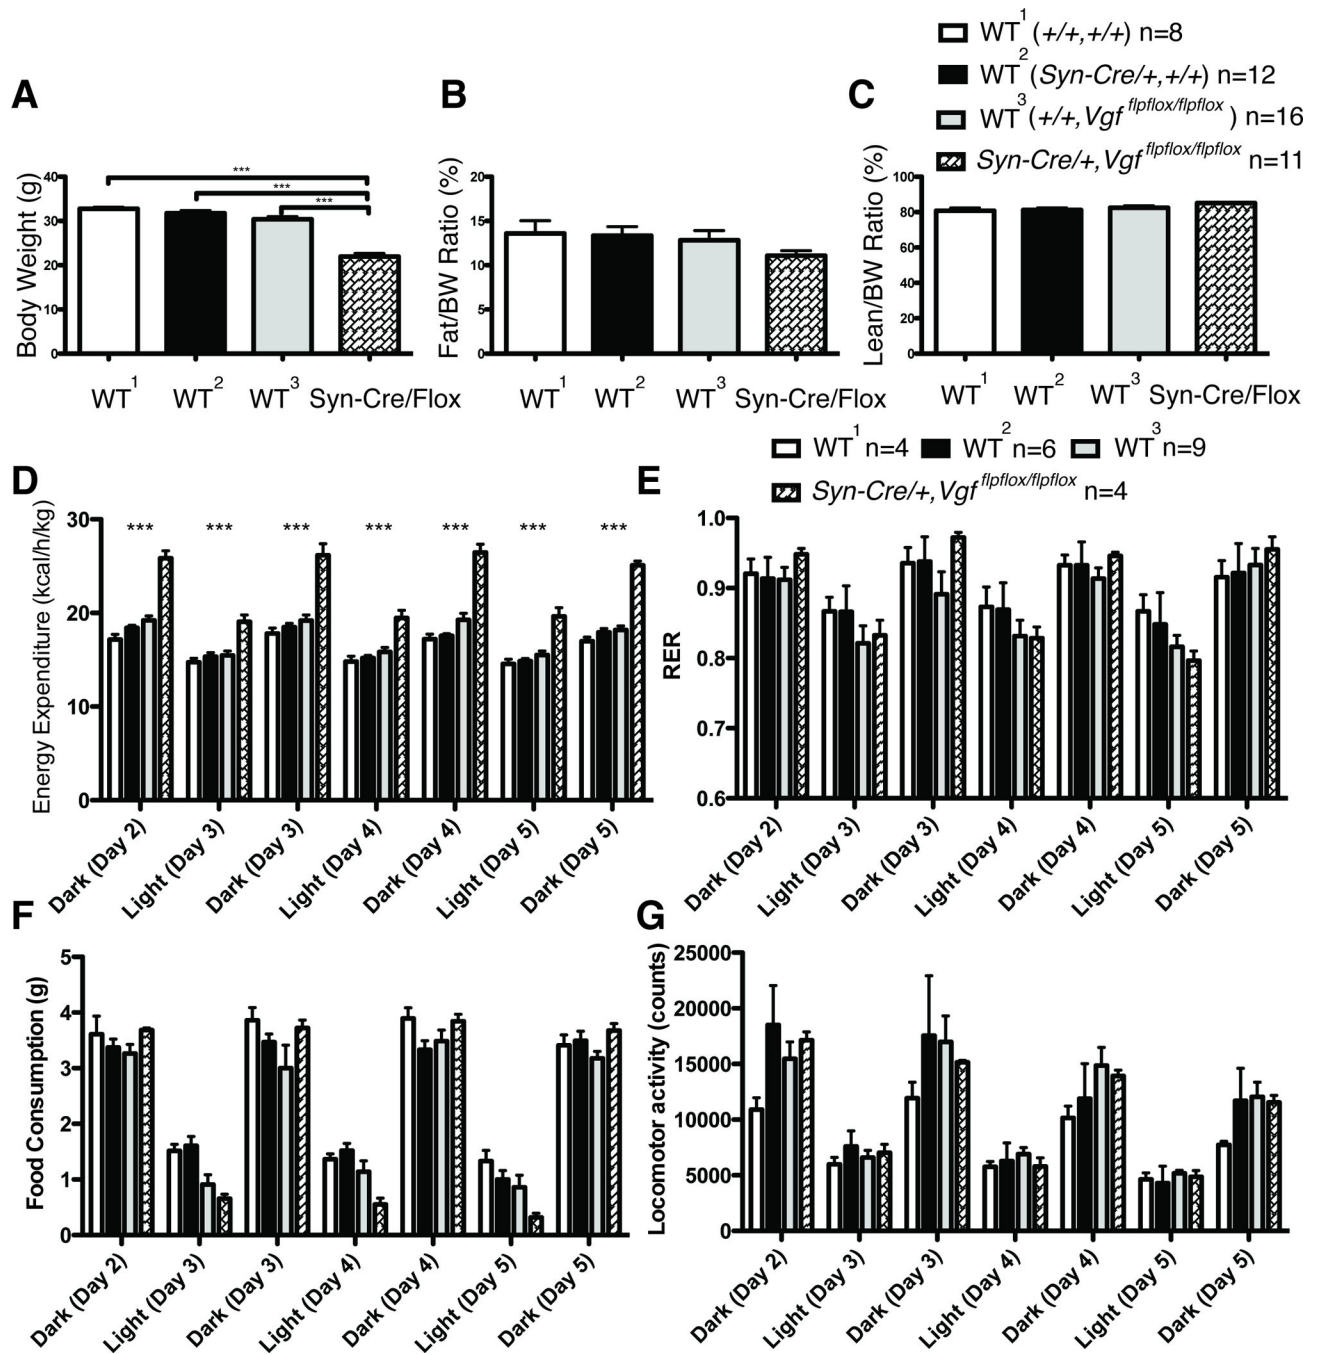 WT1 (+/+,+/+) n=8
WT2 (Syn-Cre/+,+/+) n=12
WT3 (+/+,Vgf flpflox/flpflox ) n=16
Syn-Cre/+,Vgf flpflox/flpflox n=11
A
Body Weight (g)
40
30
20
10
0
***
***
***
WT1 WT2 WT3 Syn-Cre/Flox
B
Fat/BW Ratio (%)
20
15
10
5
0
WT1 WT2 WT3 Syn-Cre/Flox
C
Lean/BW Ratio (%)
100
80
60
40
20
0
WT1 WT2 WT3 Syn-Cre/Flox
WT1 n=4 WT2 n=6 WT3 n=9
Syn-Cre/+,Vgf flpflox/flpflox n=4
D
Energy Expenditure (kcal/h/kg)
30
20
10
0
*** *** *** *** *** *** ***
Dark (Day 2)
Light (Day 3)
Dark (Day 3)
Light (Day 4)
Dark (Day 4)
Light (Day 5)
Dark (Day 5)
E
RER
1.0
0.9
0.8
0.7
0.6
Dark (Day 2)
Light (Day 3)
Dark (Day 3)
Light (Day 4)
Dark (Day 4)
Light (Day 5)
Dark (Day 5)
F
Food Consumption (g)
5
4
3
2
1
0
Dark (Day 2)
Light (Day 3)
Dark (Day 3)
Light (Day 4)
Dark (Day 4)
Light (Day 5)
Dark (Day 5)
G
Locomotor activity (counts)
25000
20000
15000
10000
5000
0
Dark (Day 2)
Light (Day 3)
Dark (Day 3)
Light (Day 4)
Dark (Day 4)
Light (Day 5)
Dark (Day 5)